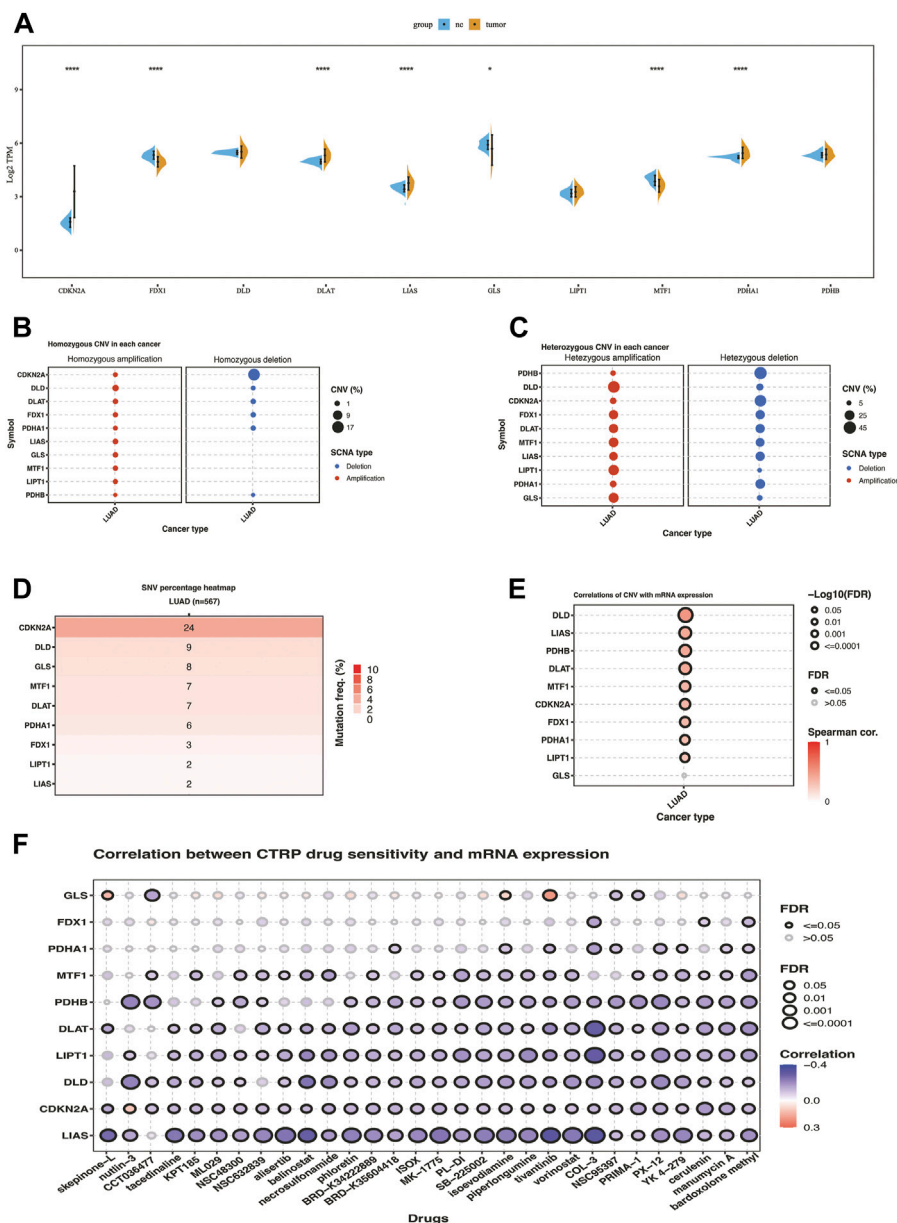 A
group nc tumor
**** **** **** **** * **** ****
Log2 TPM
9
6
3
0
CDKN2A FDX1 DLD DLAT LIAS GLS LIPT1 MTF1 PDHA1 PDHB
B
Homozygous CNV in each cancer
Homozygous amplification Homozygous deletion
Symbol
CDKN2A
DLD
DLAT
FDX1
PDHA1
LIAS
GLS
MTF1
LIPT1
PDHB
LUAD LUAD
Cancer type
CNV (%)
1
9
17
SCNA type
Deletion
Amplification
C
Heterozygous CNV in each cancer
Hetezygous amplification Hetezygous deletion
Symbol
PDHB
DLD
CDKN2A
FDX1
DLAT
MTF1
LIAS
LIPT1
PDHA1
GLS
LUAD LUAD
Cancer type
CNV (%)
5
25
45
SCNA type
Deletion
Amplification
D
SNV percentage heatmap
LUAD (n=567)
CDKN2A 24
DLD 9
GLS 8
MTF1 7
DLAT 7
PDHA1 6
FDX1 3
LIPT1 2
LIAS 2
Mutation freq. (%)
10
8
6
4
2
0
E
Correlations of CNV with mRNA expression
DLD
LIAS
PDHB
DLAT
MTF1
CDKN2A
FDX1
PDHA1
LIPT1
GLS
LUAD
Cancer type
−Log10(FDR)
0.05
0.01
0.001
<=0.0001
FDR
<=0.05
>0.05
Spearman cor.
1
0
F
Correlation between CTRP drug sensitivity and mRNA expression
GLS
FDX1
PDHA1
MTF1
PDHB
DLAT
LIPT1
DLD
CDKN2A
LIAS
skepinone-L
nutlin-3
CCT036477
tacedinaline
KPT185
ML029
NSC48300
NSC632839
alisertib
belinostat
necrosulfonamide
phloretin
BRD-K34222889
BRD-K35604418
ISOX
MK-1775
PL-DI
SB-225002
isoevodiamine
piperlongumine
tivantinib
vorinostat
COL-3
NSC95397
PRIMA-1
PX-12
YK 4-279
cerulenin
manumycin A
bardoxolone methyl
Drugs
FDR
<=0.05
>0.05
FDR
0.05
0.01
0.001
<=0.0001
Correlation
−0.4
0.0
0.3